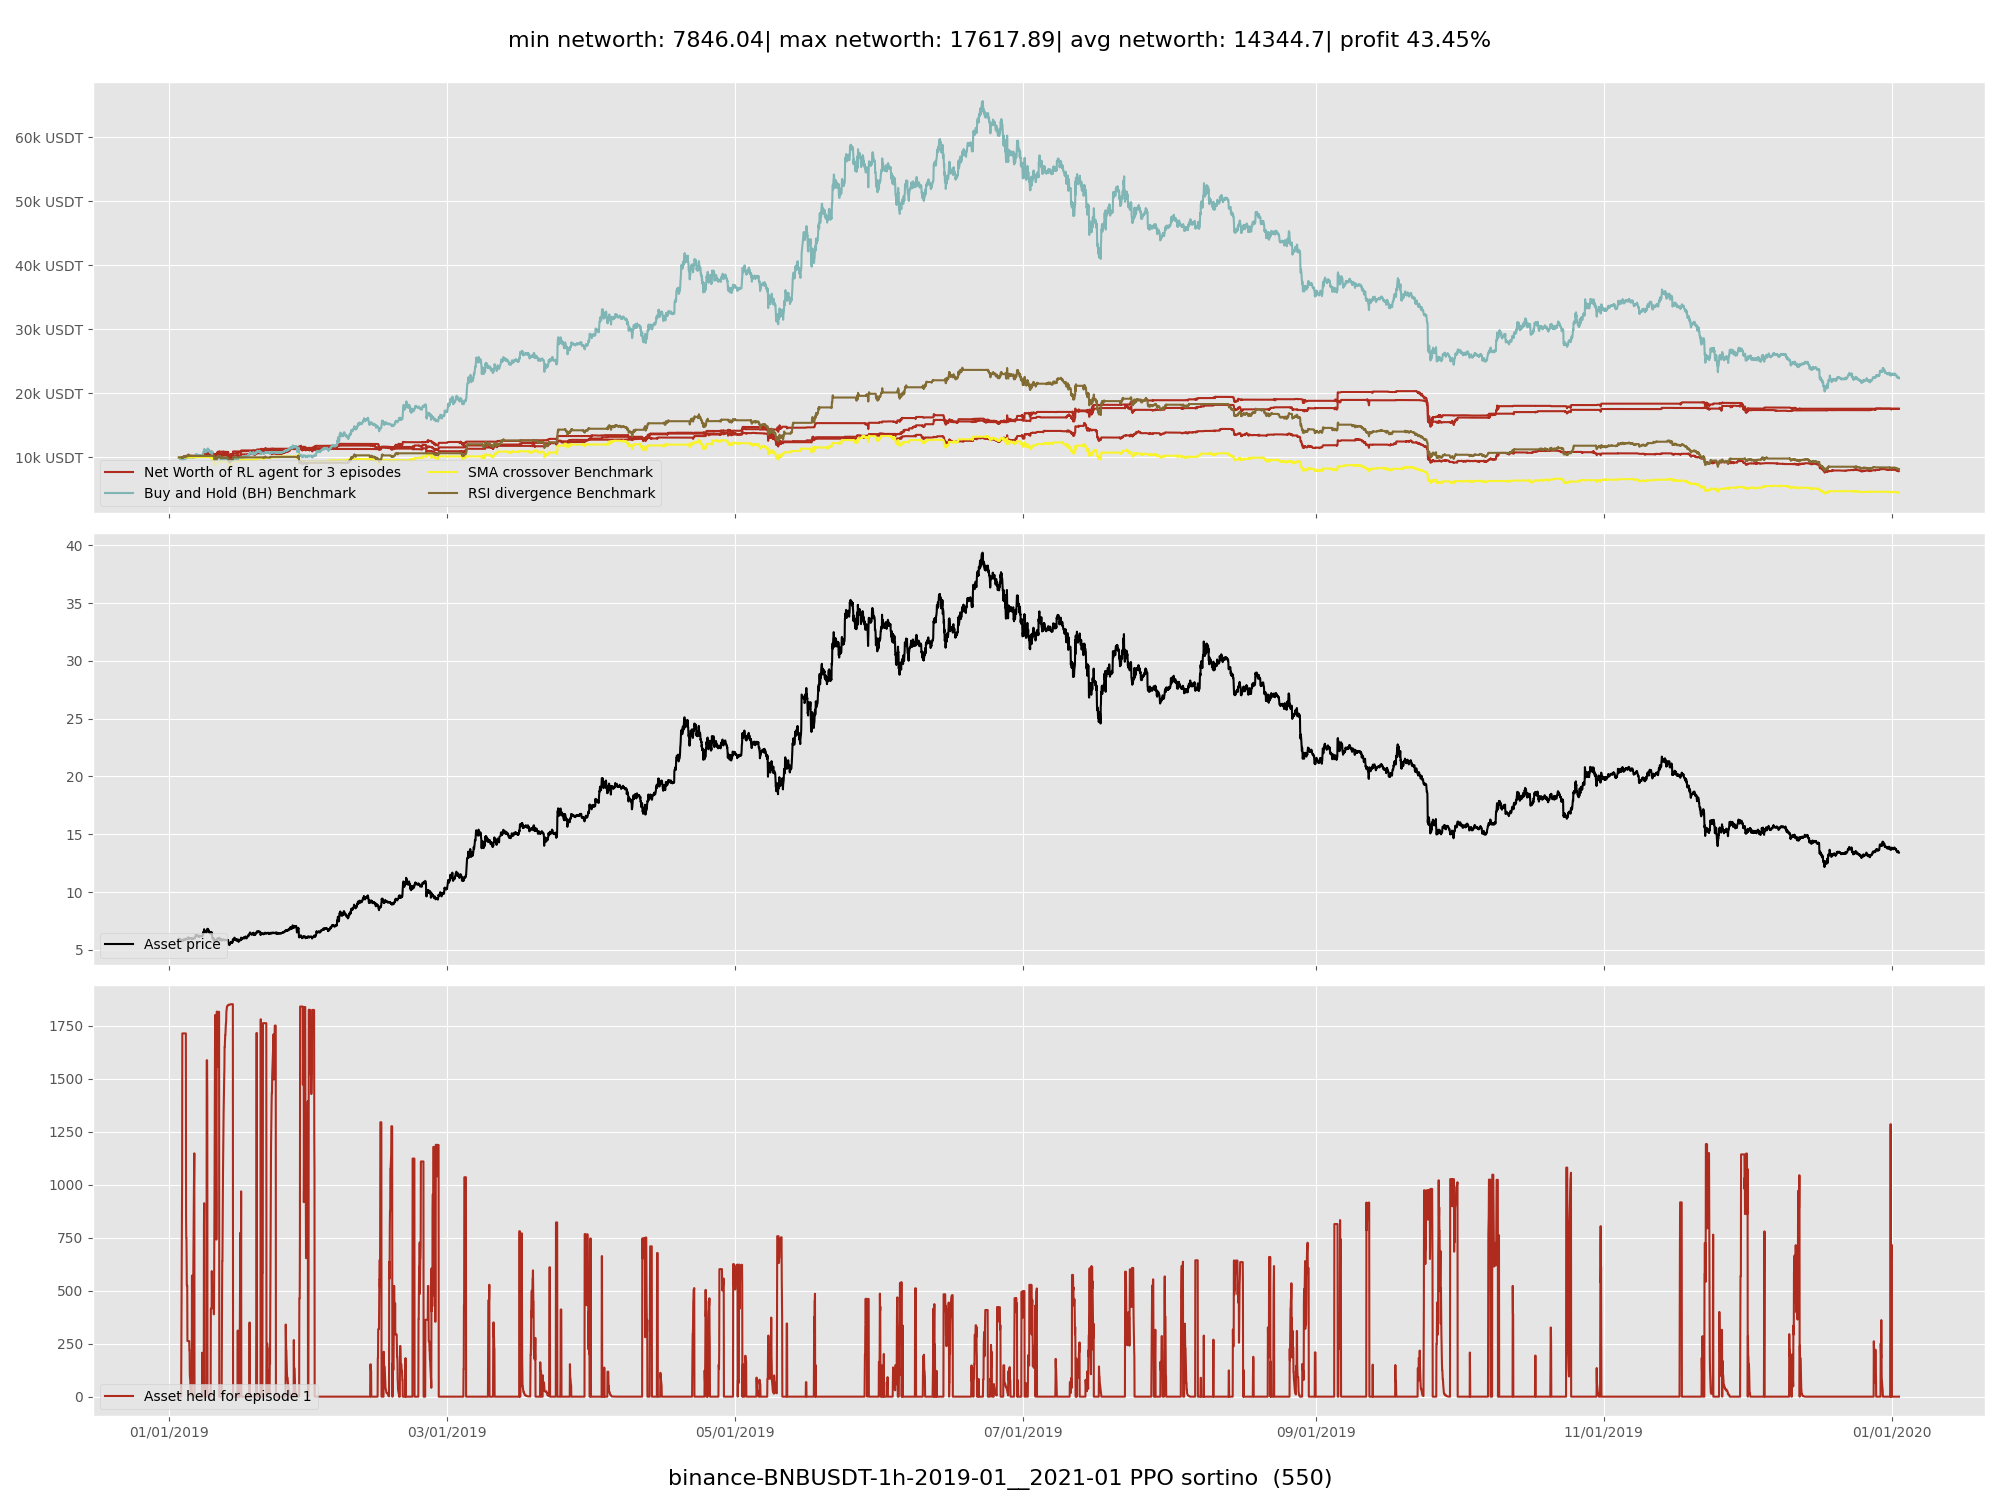 min networth: 7846.04| max networth: 17617.89| avg networth: 14344.7| profit 43.45%
60k USDT
50k USDT
40k USDT
30k USDT
20k USDT
10k USDT
Net Worth of RL agent for 3 episodes
Buy and Hold (BH) Benchmark
SMA crossover Benchmark
RSI divergence Benchmark
40
35
30
25
20
15
10
5
Asset price
1750
1500
1250
1000
750
500
250
0
Asset held for episode 1
01/01/2019 03/01/2019 05/01/2019 07/01/2019 09/01/2019 11/01/2019 01/01/2020
binance-BNBUSDT-1h-2019-01__2021-01 PPO sortino (550)